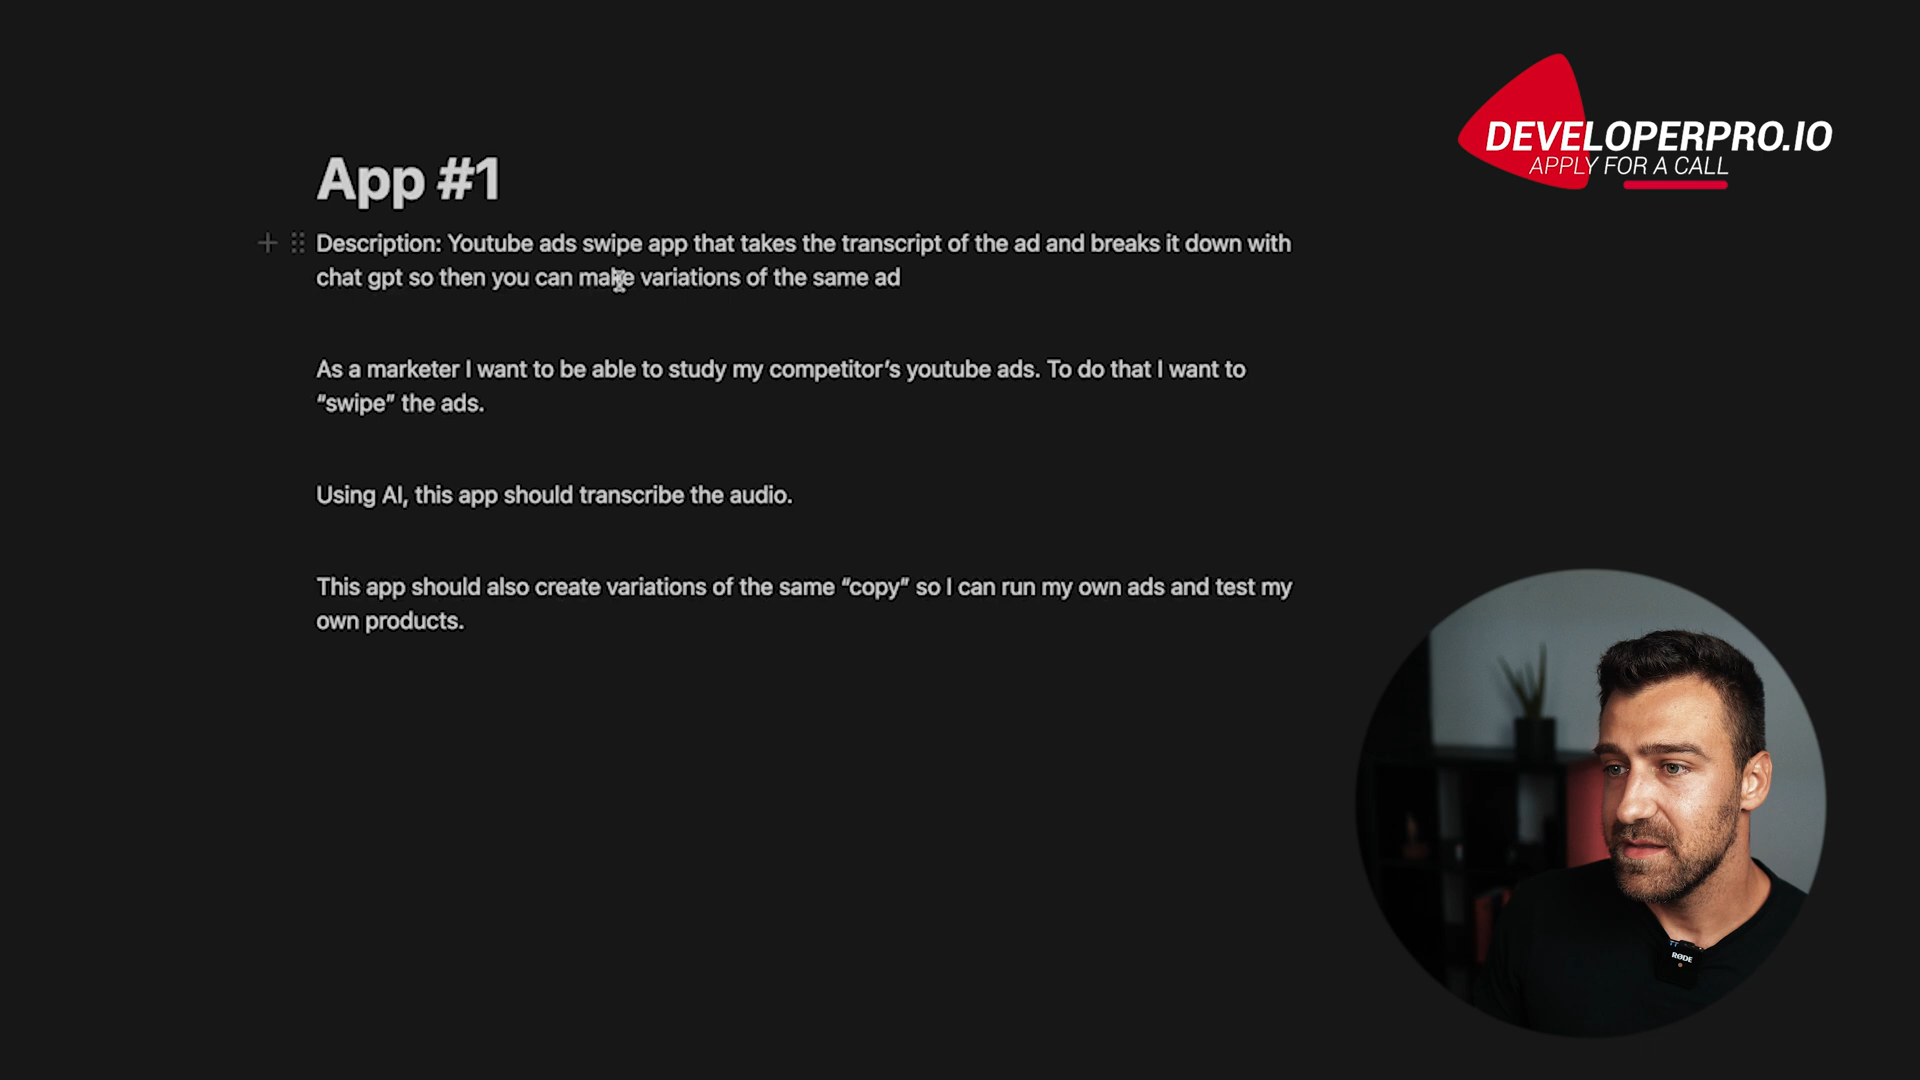 DEVELOPERPRO.IO
APPLY FOR A CALL
App #1
Description: Youtube ads swipe app that takes the transcript of the ad and breaks it down with
chat gpt so then you can make variations of the same ad
As a marketer I want to be able to study my competitor’s youtube ads. To do that I want to
“swipe” the ads.
Using AI, this app should transcribe the audio.
This app should also create variations of the same “copy” so I can run my own ads and test my
own products.
RØDE